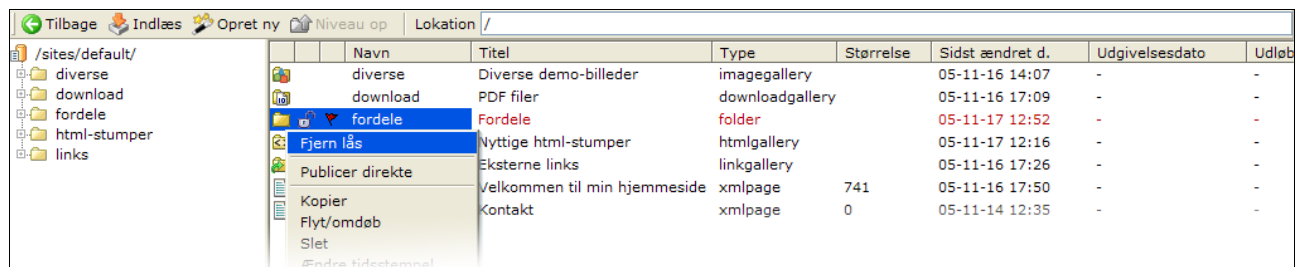 Tilbage Indlæs Opret ny Niveau op Lokation /
/sites/default/
diverse
download
fordele
html-stumper
links
Navn Titel Type Størrelse Sidst ændret d. Udgivelsesdato Udløb
diverse Diverse demo-billeder imagegallery 05-11-16 14:07 - -
download PDF filer downloadgallery 05-11-16 17:09 - -
fordele Fordele folder 05-11-17 12:52 - -
Nyttige html-stumper htmlgallery 05-11-17 12:16 - -
Eksterne links linkgallery 05-11-16 17:26 - -
Velkommen til min hjemmeside xmlpage 741 05-11-16 17:50 - -
Kontakt xmlpage 0 05-11-14 12:35 - -
Fjern lås
Publicer direkte
Kopier
Flyt/omdøb
Slet
Ændre tidsstempel